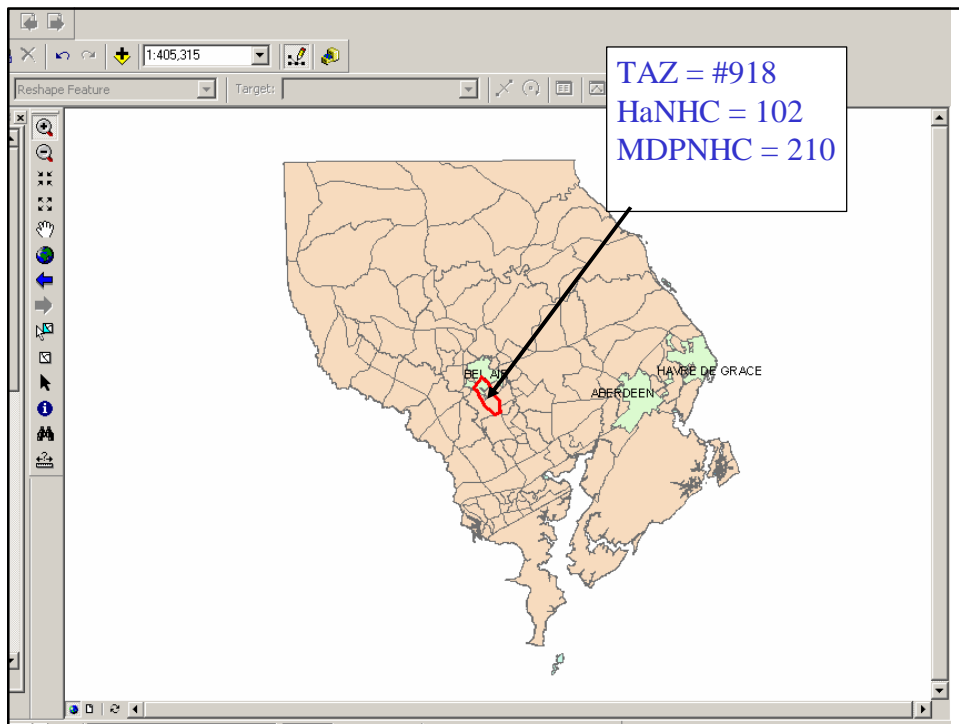 1:405,315
Reshape Feature
Target:
TAZ = #918
HaNHC = 102
MDPNHC = 210
BEL AIR
HAVRE DE GRACE
ABERDEEN